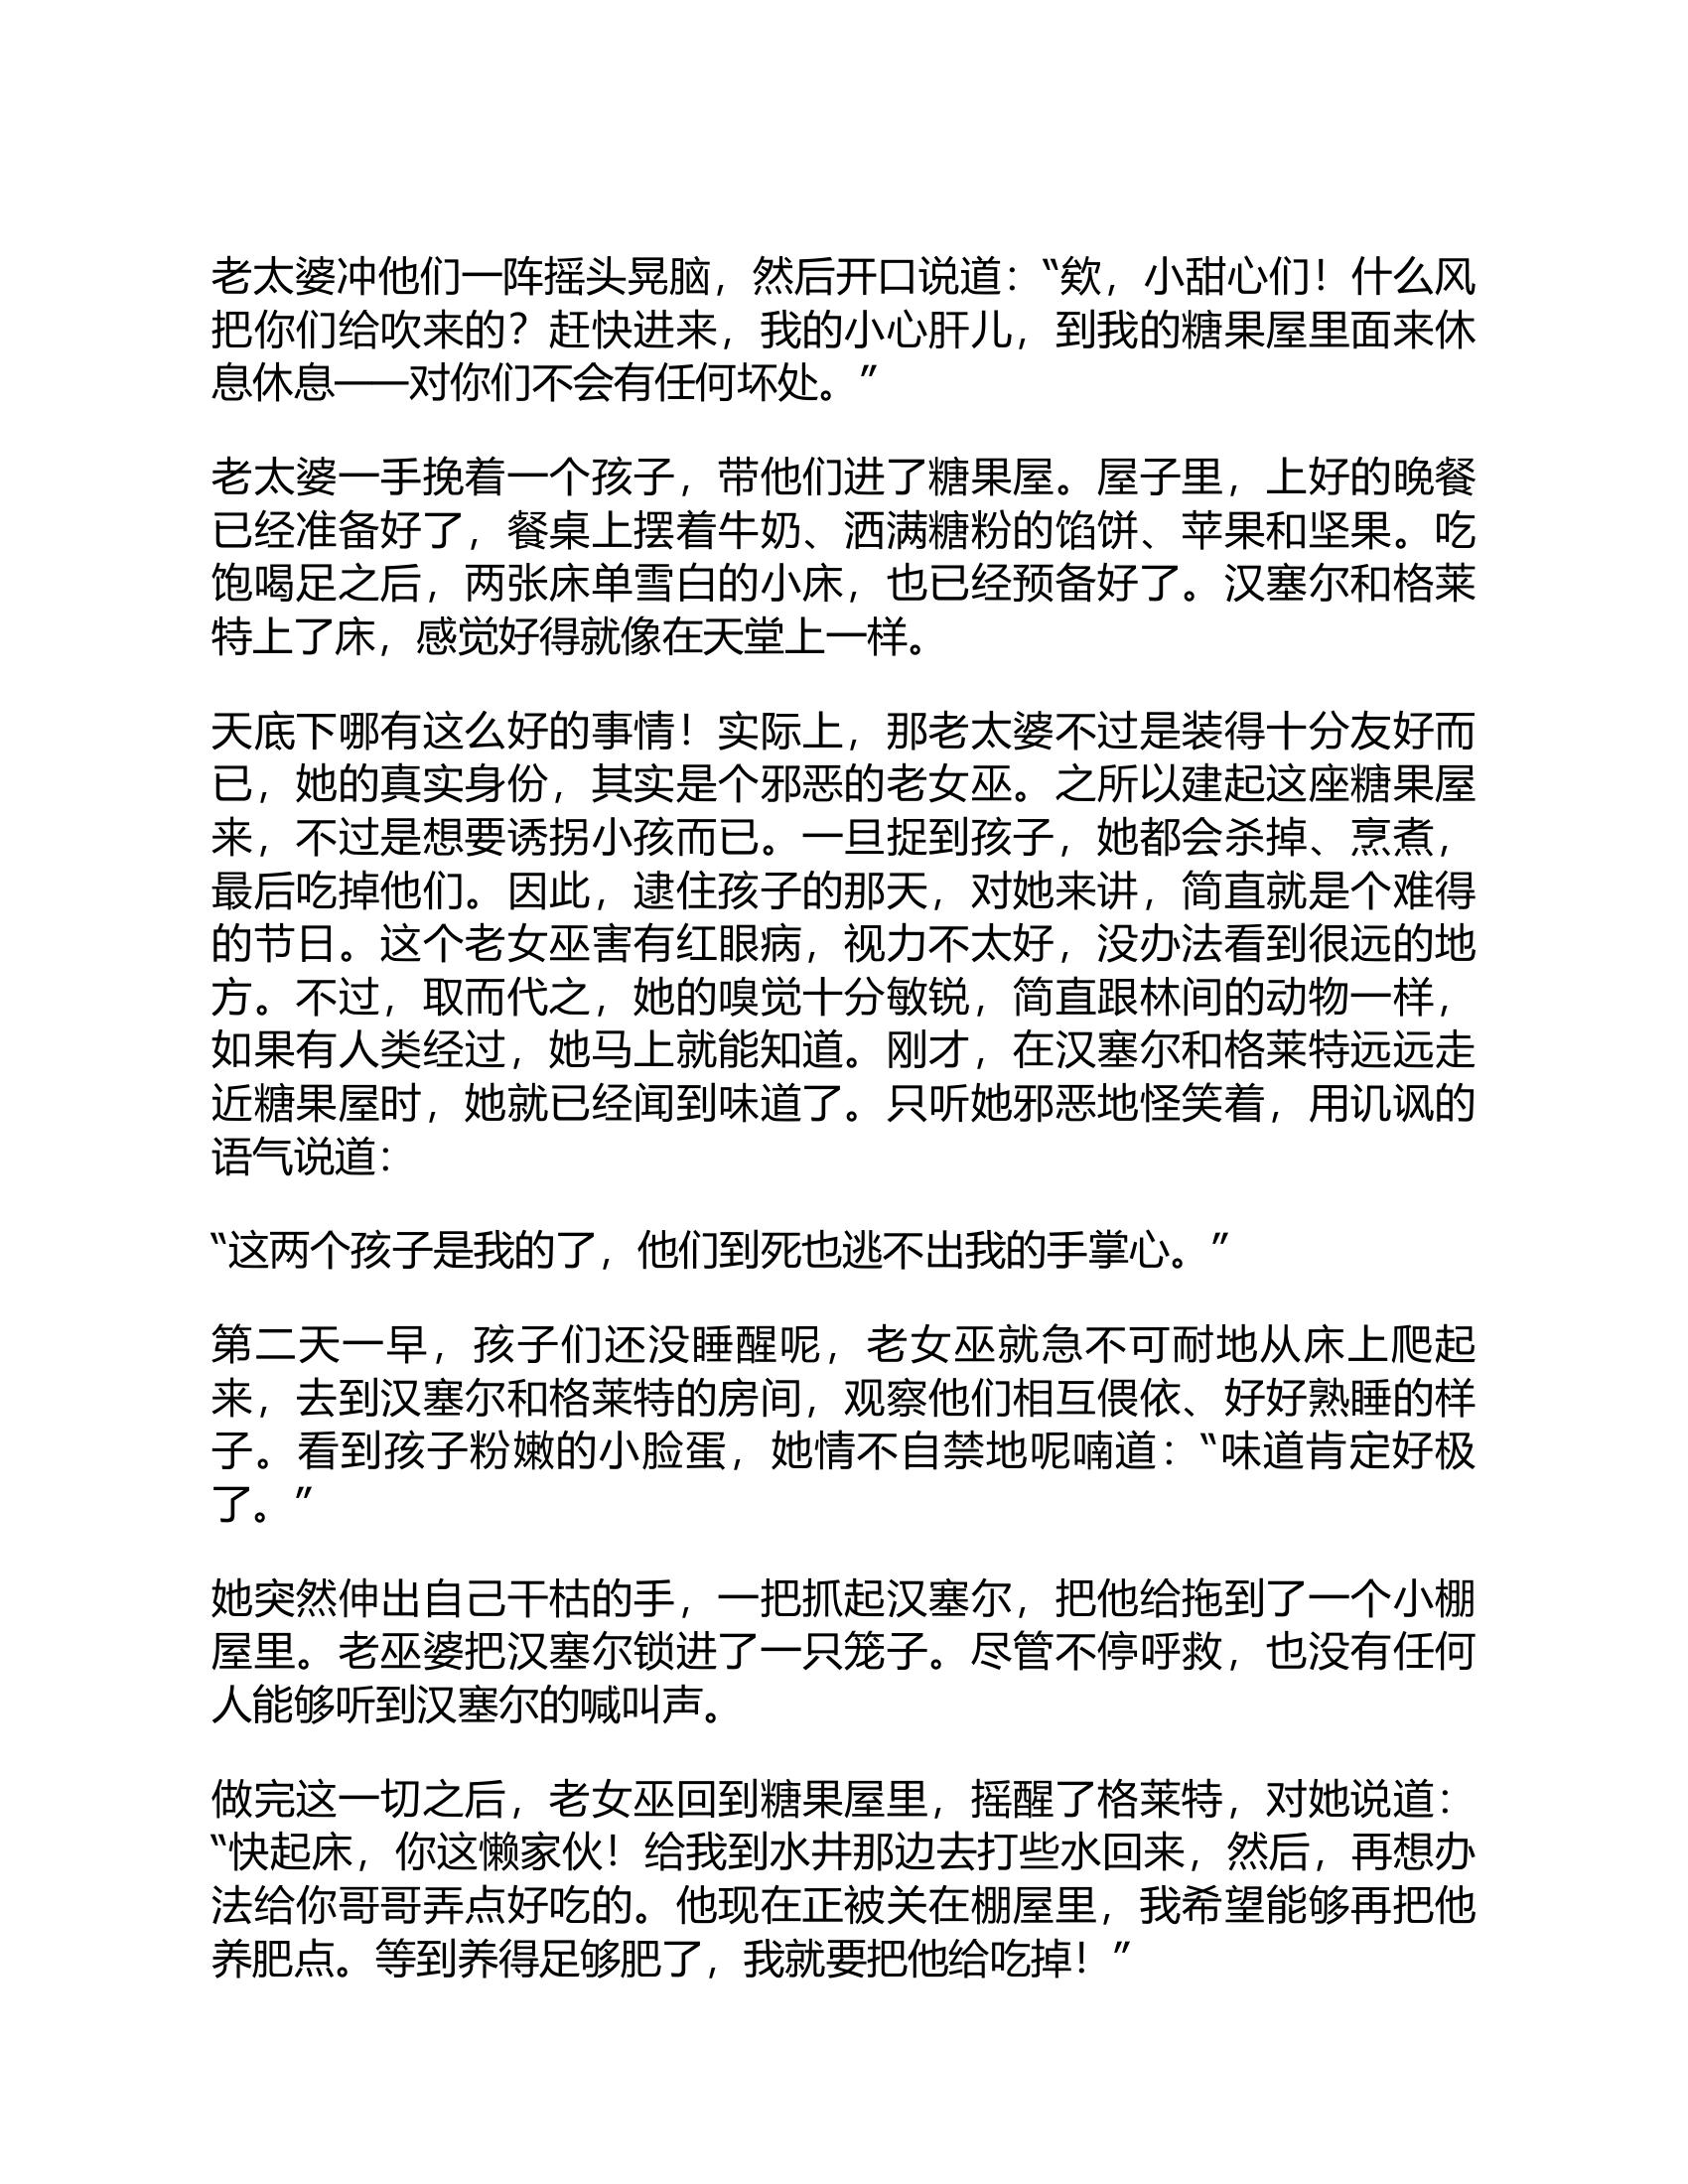 老太婆冲他们一阵摇头晃脑，然后开口说道：“欸，小甜心们！什么风
把你们给吹来的？赶快进来，我的小心肝儿，到我的糖果屋里面来休
息休息——对你们不会有任何坏处。”
老太婆一手挽着一个孩子，带他们进了糖果屋。屋子里，上好的晚餐
已经准备好了，餐桌上摆着牛奶、洒满糖粉的馅饼、苹果和坚果。吃
饱喝足之后，两张床单雪白的小床，也已经预备好了。汉塞尔和格莱
特上了床，感觉好得就像在天堂上一样。
天底下哪有这么好的事情！实际上，那老太婆不过是装得十分友好而
已，她的真实身份，其实是个邪恶的老女巫。之所以建起这座糖果屋
来，不过是想要诱拐小孩而已。一旦捉到孩子，她都会杀掉、烹煮，
最后吃掉他们。因此，逮住孩子的那天，对她来讲，简直就是个难得
的节日。这个老女巫害有红眼病，视力不太好，没办法看到很远的地
方。不过，取而代之，她的嗅觉十分敏锐，简直跟林间的动物一样，
如果有人类经过，她马上就能知道。刚才，在汉塞尔和格莱特远远走
近糖果屋时，她就已经闻到味道了。只听她邪恶地怪笑着，用讥讽的
语气说道：
“这两个孩子是我的了，他们到死也逃不出我的手掌心。”
第二天一早，孩子们还没睡醒呢，老女巫就急不可耐地从床上爬起
来，去到汉塞尔和格莱特的房间，观察他们相互偎依、好好熟睡的样
子。看到孩子粉嫩的小脸蛋，她情不自禁地呢喃道：“味道肯定好极
了。”
她突然伸出自己干枯的手，一把抓起汉塞尔，把他给拖到了一个小棚
屋里。老巫婆把汉塞尔锁进了一只笼子。尽管不停呼救，也没有任何
人能够听到汉塞尔的喊叫声。
做完这一切之后，老女巫回到糖果屋里，摇醒了格莱特，对她说道：
“快起床，你这懒家伙！给我到水井那边去打些水回来，然后，再想办
法给你哥哥弄点好吃的。他现在正被关在棚屋里，我希望能够再把他
养肥点。等到养得足够肥了，我就要把他给吃掉！”